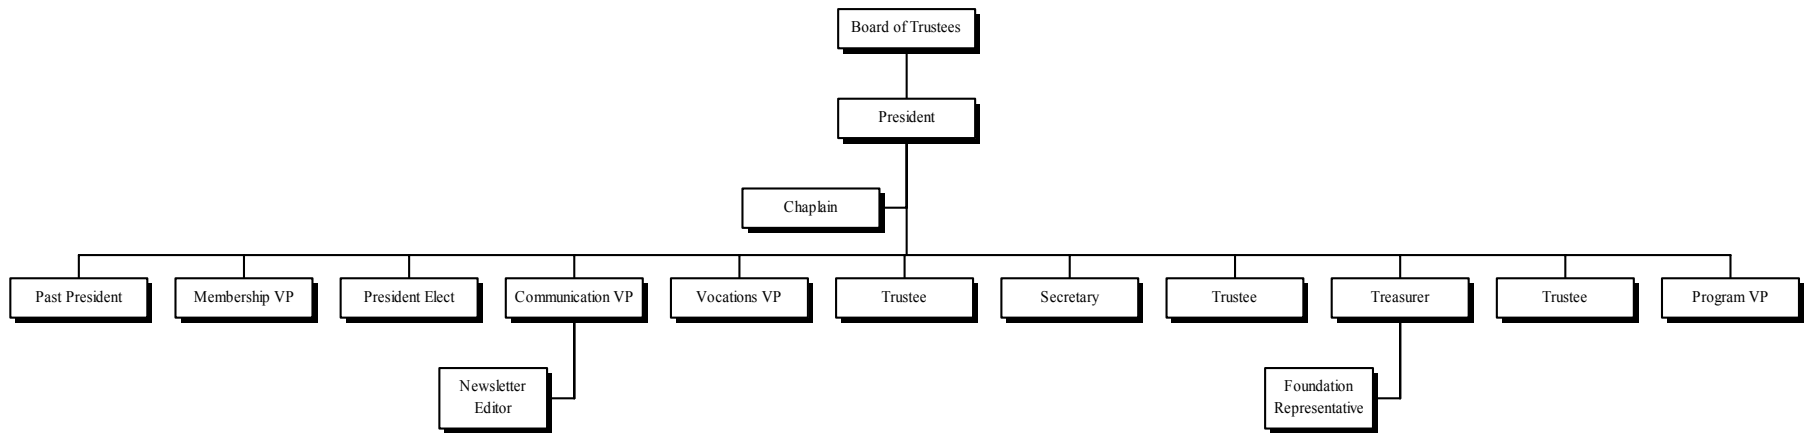 Board of Trustees
President
Chaplain
Past President
Membership VP
President Elect
Communication VP
Vocations VP
Trustee
Secretary
Trustee
Treasurer
Trustee
Program VP
Newsletter
Editor
Foundation
Representative